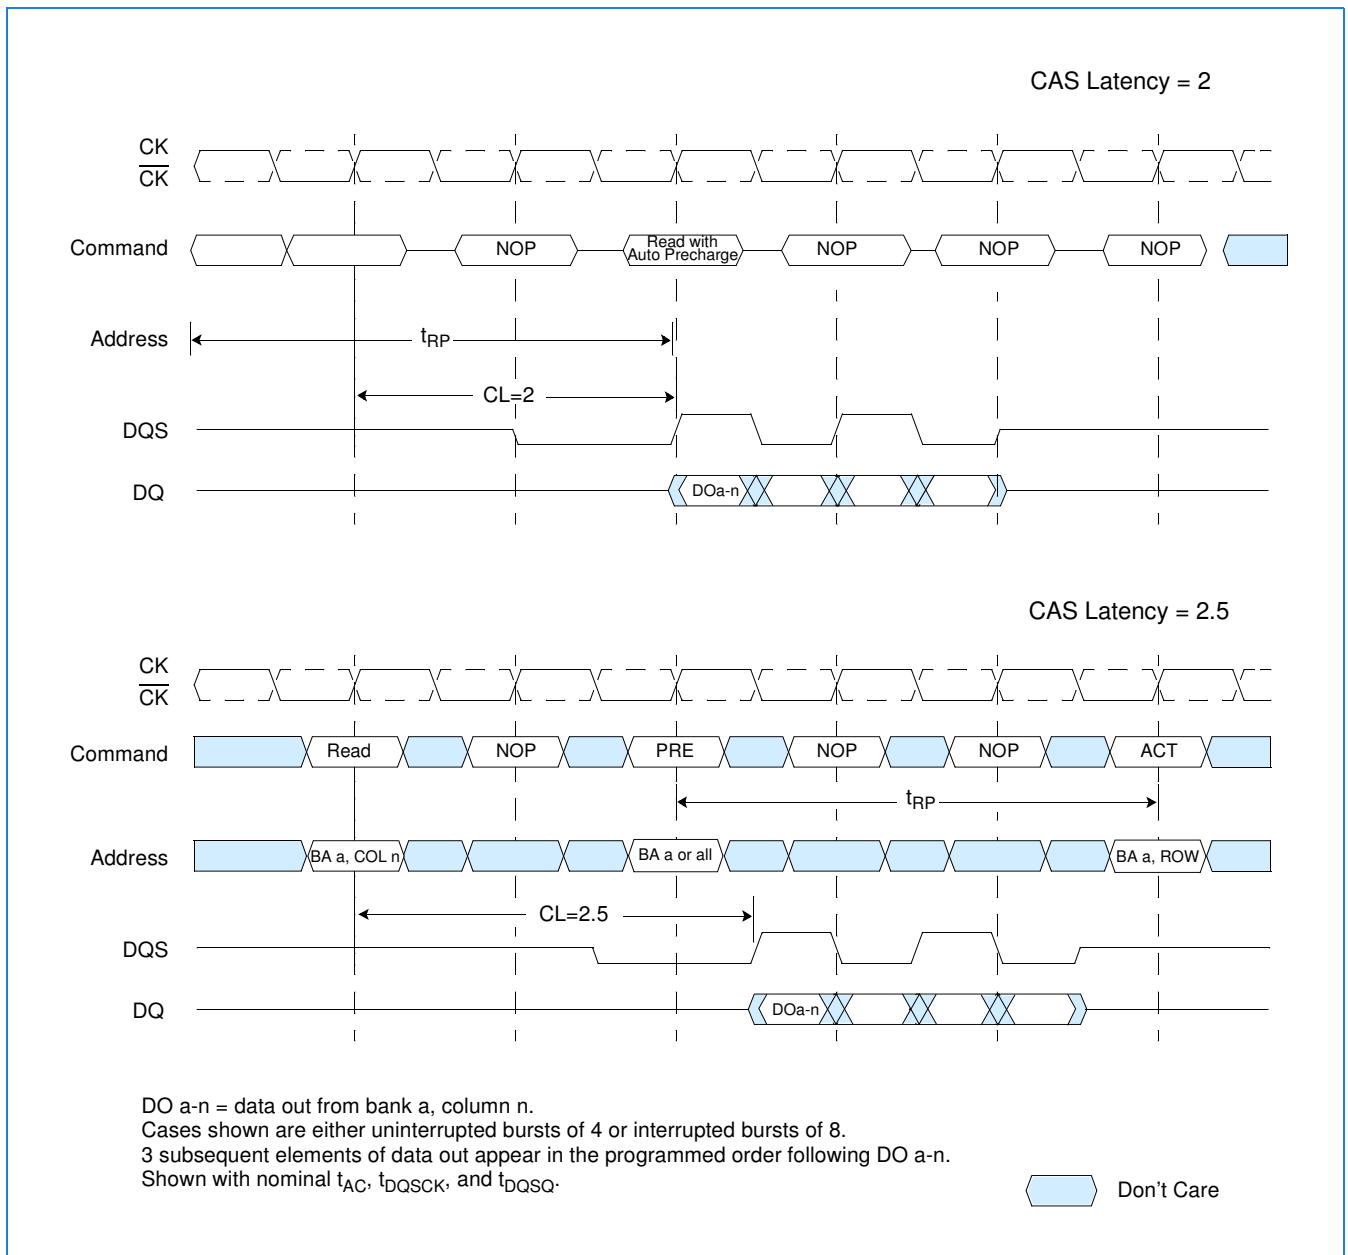 CAS Latency = 2
CK
CK
Command
NOP
Read with
Auto Precharge
NOP
NOP
NOP
Address
tRP
CL=2
DQS
DQ
DOa-n
CAS Latency = 2.5
CK
CK
Command
Read
NOP
PRE
NOP
NOP
ACT
tRP
Address
BA a, COL n
BA a or all
BA a, ROW
CL=2.5
DQS
DQ
DOa-n
DO a-n = data out from bank a, column n.
Cases shown are either uninterrupted bursts of 4 or interrupted bursts of 8.
3 subsequent elements of data out appear in the programmed order following DO a-n.
Shown with nominal tAC, tDQSCK, and tDQSQ.
Don't Care